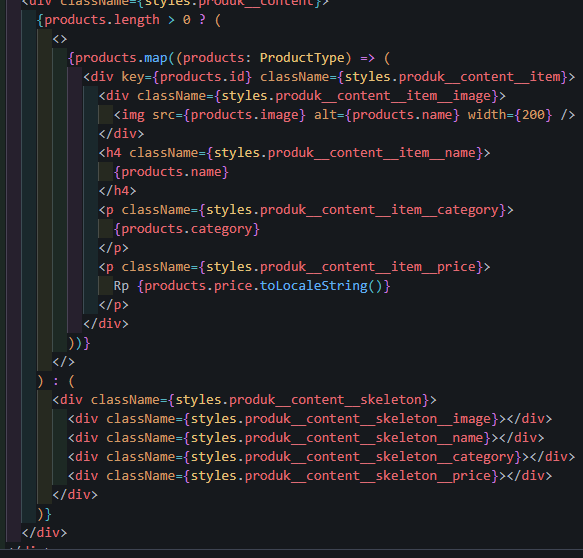 <div className={styles.produk__content}>
{products.length > 0 ? (
<>
{products.map((products: ProductType) => (
<div key={products.id} className={styles.produk__content__item}>
<div className={styles.produk__content__item__image}>
<img src={products.image} alt={products.name} width={200} />
</div>
<h4 className={styles.produk__content__item__name}>
{products.name}
</h4>
<p className={styles.produk__content__item__category}>
{products.category}
</p>
<p className={styles.produk__content__item__price}>
Rp {products.price.toLocaleString()}
</p>
</div>
))}
</>
) : (
<div className={styles.produk__content__skeleton}>
<div className={styles.produk__content__skeleton__image}></div>
<div className={styles.produk__content__skeleton__name}></div>
<div className={styles.produk__content__skeleton__category}></div>
<div className={styles.produk__content__skeleton__price}></div>
</div>
)}
</div>